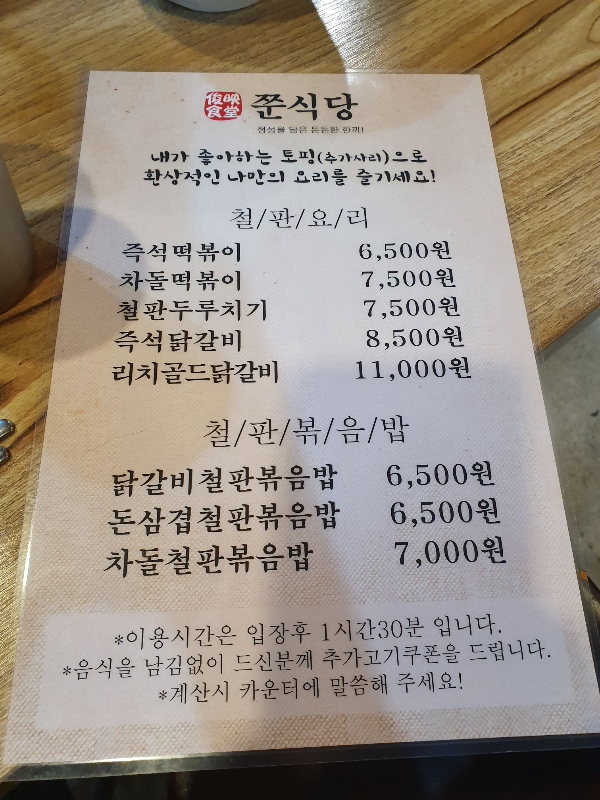 俊映
食堂
쭌식당
정성을 담은 든든한 한끼!
내가 좋아하는 토핑(추가사리)으로
환상적인 나만의 요리를 즐기세요!
철/판/요/리
즉석떡볶이 6,500원
차돌떡볶이 7,500원
철판두루치기 7,500원
즉석닭갈비 8,500원
리치골드닭갈비 11,000원
철/판/볶/음/밥
닭갈비철판볶음밥 6,500원
돈삼겹철판볶음밥 6,500원
차돌철판볶음밥 7,000원
*이용시간은 입장후 1시간30분 입니다.
*음식을 남김없이 드신분께 추가고기쿠폰을 드립니다.
*계산시 카운터에 말씀해 주세요!